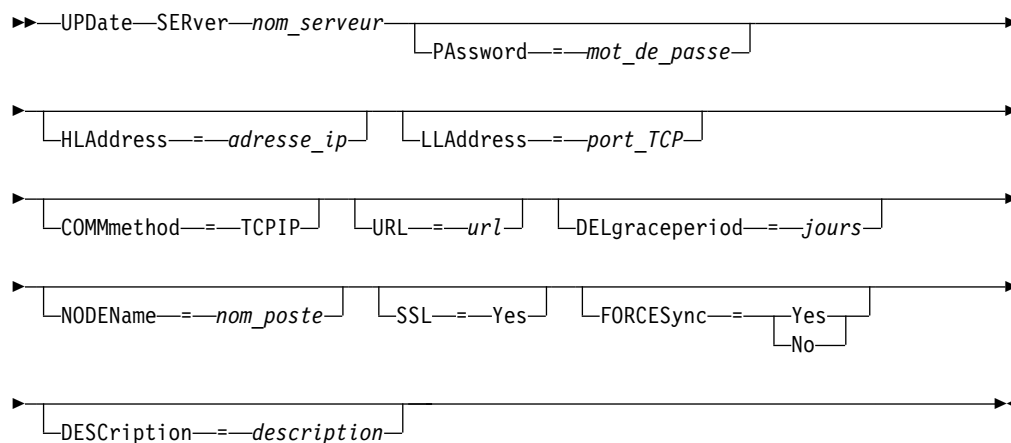 UPDate SERver nom_serveur
PAssword = mot_de_passe
HLAddress = adresse_ip LLAddress = port_TCP
COMMmethod = TCPIP URL = url DELgraceperiod = jours
NODEName = nom_poste SSL = Yes FORCESync = Yes
No
DESCription = description